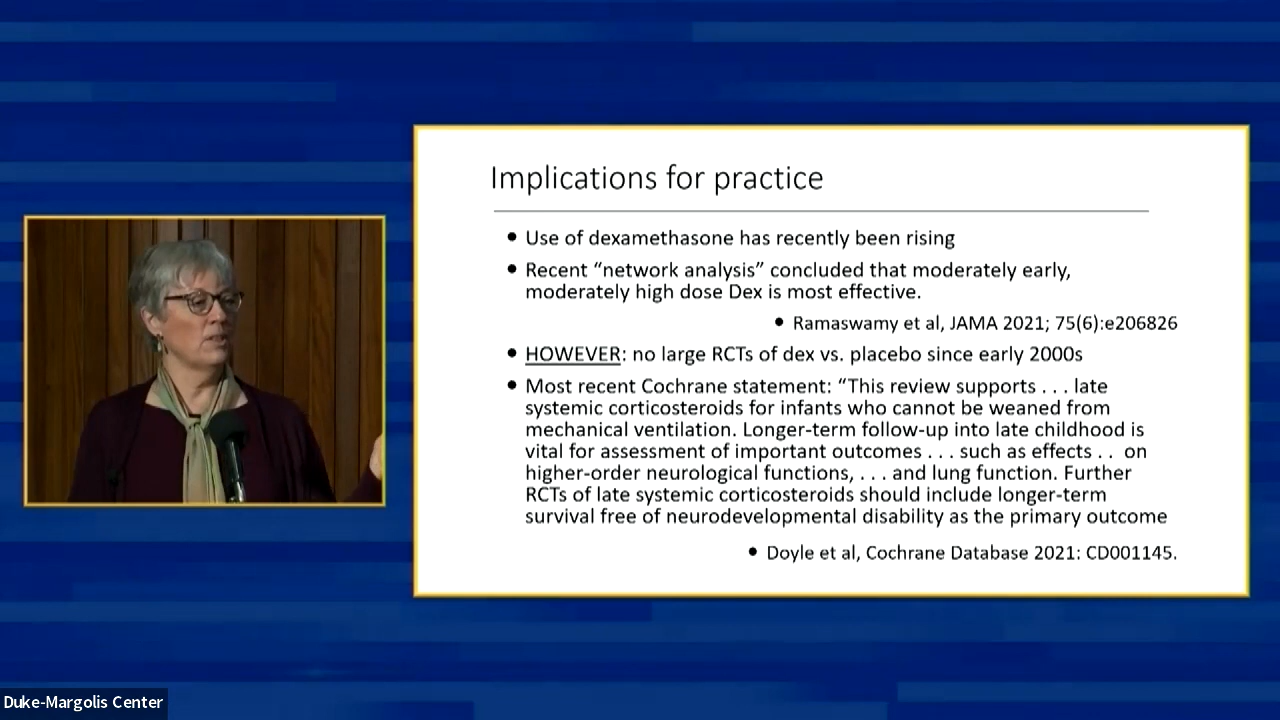 Implications for practice
• Use of dexamethasone has recently been rising
• Recent “network analysis” concluded that moderately early,
moderately high dose Dex is most effective.
• Ramaswamy et al, JAMA 2021; 75(6):e206826
• HOWEVER: no large RCTs of dex vs. placebo since early 2000s
• Most recent Cochrane statement: “This review supports . . . late
systemic corticosteroids for infants who cannot be weaned from
mechanical ventilation. Longer-term follow-up into late childhood is
vital for assessment of important outcomes . . . such as effects . . on
higher-order neurological functions, . . . and lung function. Further
RCTs of late systemic corticosteroids should include longer-term
survival free of neurodevelopmental disability as the primary outcome
• Doyle et al, Cochrane Database 2021: CD001145.
Duke-Margolis Center